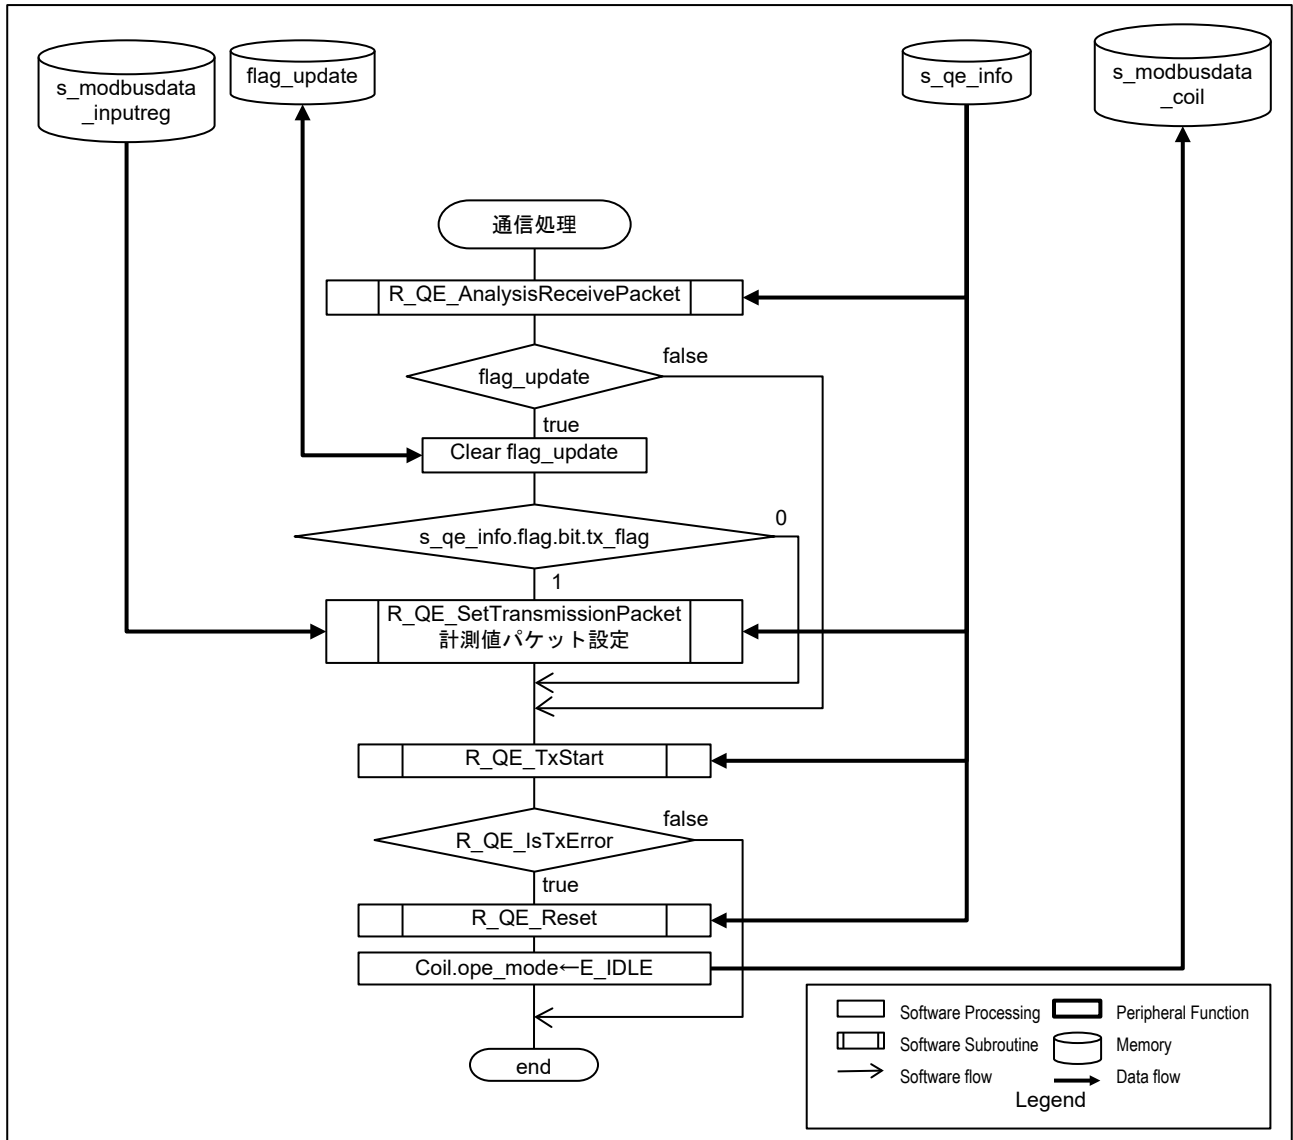 s_modbusdata
_inputreg
flag_update
s_qe_info
s_modbusdata
_coil
通信処理
R_QE_AnalysisReceivePacket
false
flag_update
true
Clear flag_update
0
s_qe_info.flag.bit.tx_flag
1
R_QE_SetTransmissionPacket
計測値パケット設定
R_QE_TxStart
false
R_QE_IsTxError
true
R_QE_Reset
Coil.ope_mode←E_IDLE
end
Software Processing
Peripheral Function
Software Subroutine
Memory
Software flow
Data flow
Legend